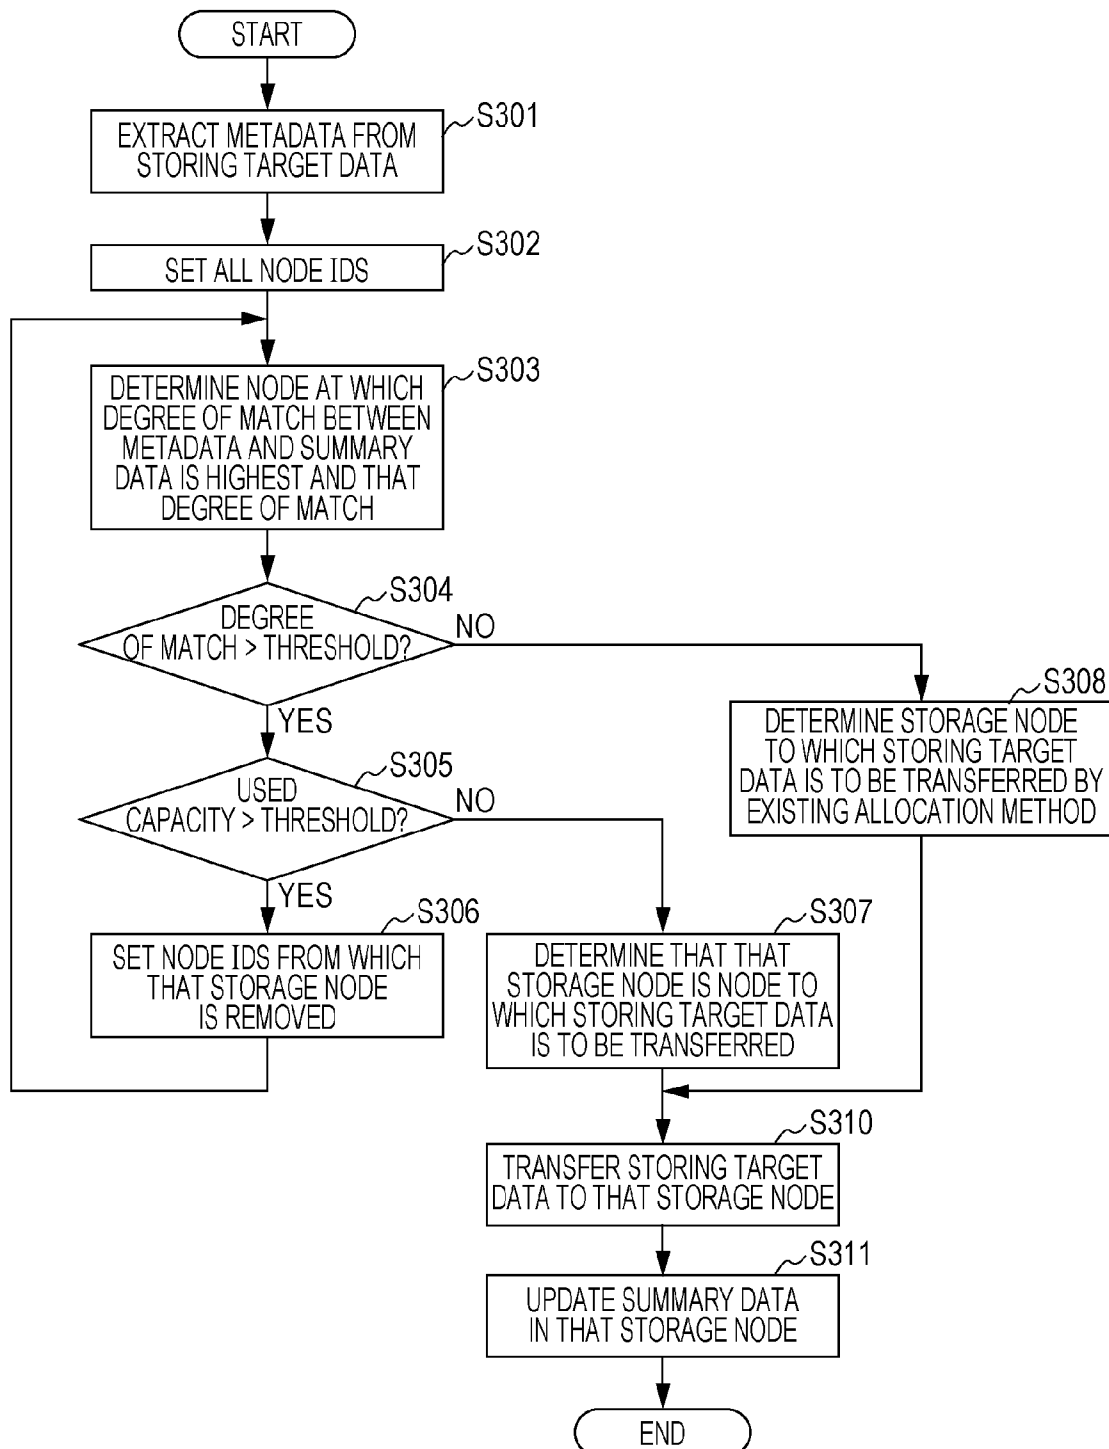 START
S301
EXTRACT METADATA FROM
STORING TARGET DATA
S302
SET ALL NODE IDS
S303
DETERMINE NODE AT WHICH
DEGREE OF MATCH BETWEEN
METADATA AND SUMMARY
DATA IS HIGHEST AND THAT
DEGREE OF MATCH
S304
DEGREE
OF MATCH > THRESHOLD?
NO
YES
S308
DETERMINE STORAGE NODE
TO WHICH STORING TARGET
DATA IS TO BE TRANSFERRED BY
EXISTING ALLOCATION METHOD
S305
USED
CAPACITY > THRESHOLD?
NO
YES
S306
SET NODE IDS FROM WHICH
THAT STORAGE NODE
IS REMOVED
S307
DETERMINE THAT THAT
STORAGE NODE IS NODE TO
WHICH STORING TARGET DATA
IS TO BE TRANSFERRED
S310
TRANSFER STORING TARGET
DATA TO THAT STORAGE NODE
S311
UPDATE SUMMARY DATA
IN THAT STORAGE NODE
END